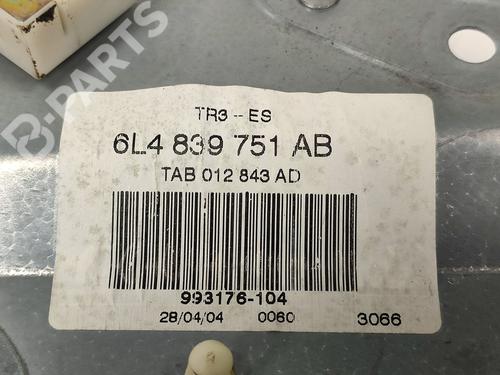 B-PARTS
TR3--ES
6L4 839 751 AB
TAB 012 843 AD
993176-104
28/04/04 0060 3066